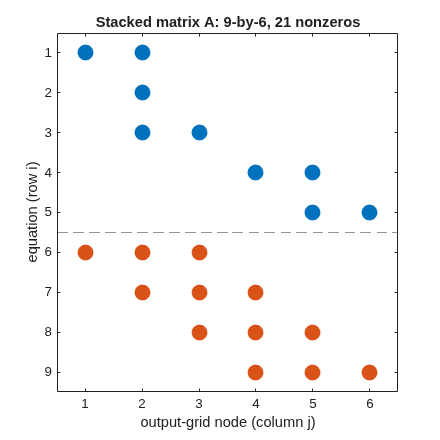 Stacked matrix A: 9-by-6, 21 nonzeros
equation (row i)
1
2
3
4
5
6
7
8
9
1 2 3 4 5 6
output-grid node (column j)